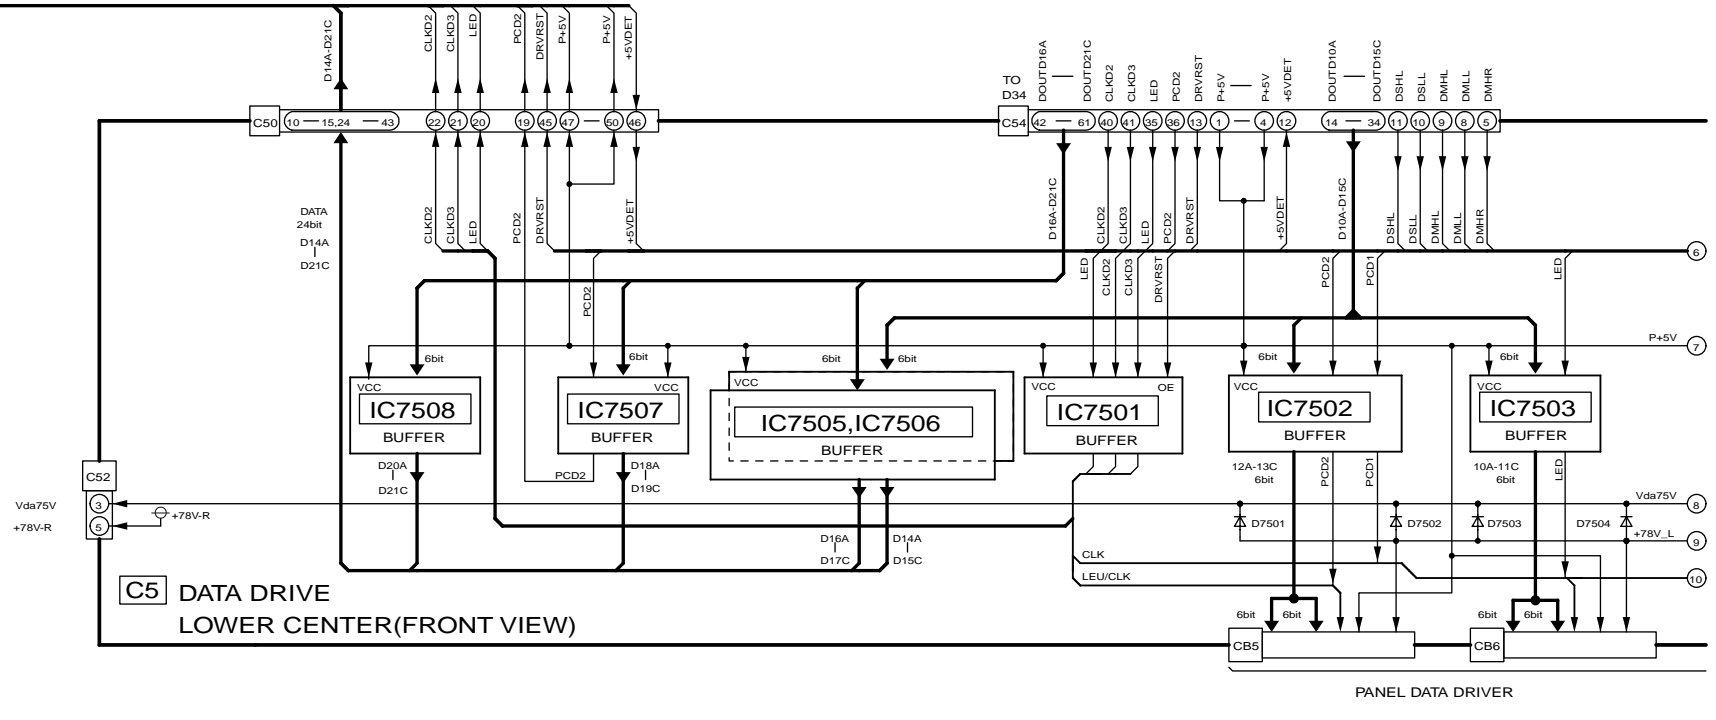 D14A-D21C
CLKD2
CLKD3
LED
PCD2
DRVRST
P+5V
P+5V
+5VDET
TO
D34
DOUTD16A
DOUTD21C
CLKD2
CLKD3
LED
PCD2
DRVRST
P+5V
P+5V
+5VDET
DOUTD10A
DOUTD15C
DSHL
DSLL
DMHL
DMLL
DMHR
C50 10 — 15,24 — 43 22 21 20 19 45 47 — 50 46
C54 42 — 61 40 41 35 36 13 1 — 4 12 14 — 34 11 10 9 8 5
DATA
24bit
D14A
D21C
CLKD2
CLKD3
LED
PCD2
DRVRST
+5VDET
D16A-D21C
CLKD2
CLKD3
LED
PCD2
DRVRST
+5VDET
D10A-D15C
DSHL
DSLL
DMHL
DMLL
DMHR
6
PCD2
LED
CLKD2
CLKD3
DRVRST
PCD2
PCD1
LED
P+5V 7
6bit
6bit
6bit
6bit
6bit
6bit
VCC
IC7508
BUFFER
VCC
IC7507
BUFFER
VCC
IC7505,IC7506
BUFFER
VCC OE
IC7501
BUFFER
VCC
IC7502
BUFFER
VCC
IC7503
BUFFER
D20A
D21C
PCD2
D18A
D19C
12A-13C
6bit
PCD2
PCD1
10A-11C
6bit
LED
C52
Vda75V 3
+78V-R 5
+78V-R
Vda75V 8
D7501
D7502
D7503
D7504
+78V_L 9
D16A
D17C
D14A
D15C
CLK
LEU/CLK
10
C5 DATA DRIVE
LOWER CENTER(FRONT VIEW)
6bit 6bit
6bit 6bit
CB5
CB6
PANEL DATA DRIVER